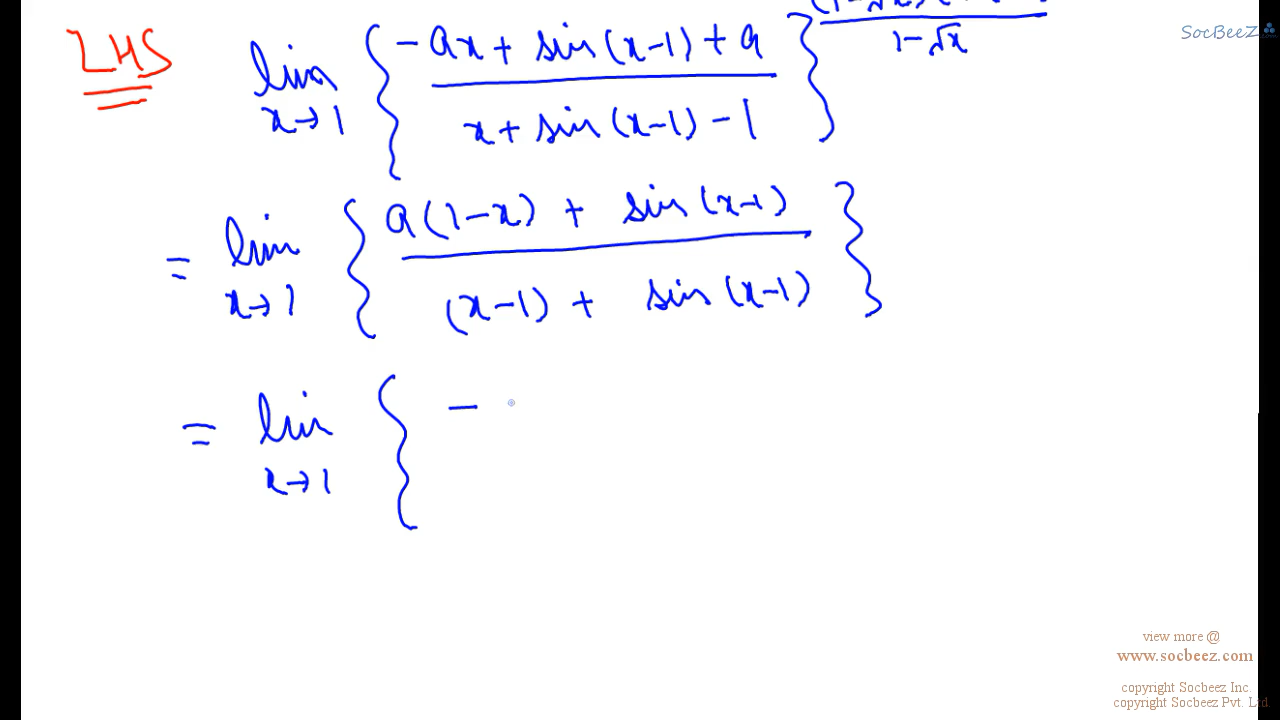 SocBeeZ
LHS lim x→1 { (-ax + sin(x-1) + a) / (x + sin(x-1) - 1) } 1-√x
= lim x→1 { (a(1-x) + sin(x-1)) / ((x-1) + sin(x-1)) }
= lim x→1 { -
view more @
www.socbeez.com
copyright Socbeez Inc
copyright Socbeez Pvt. Ltd.